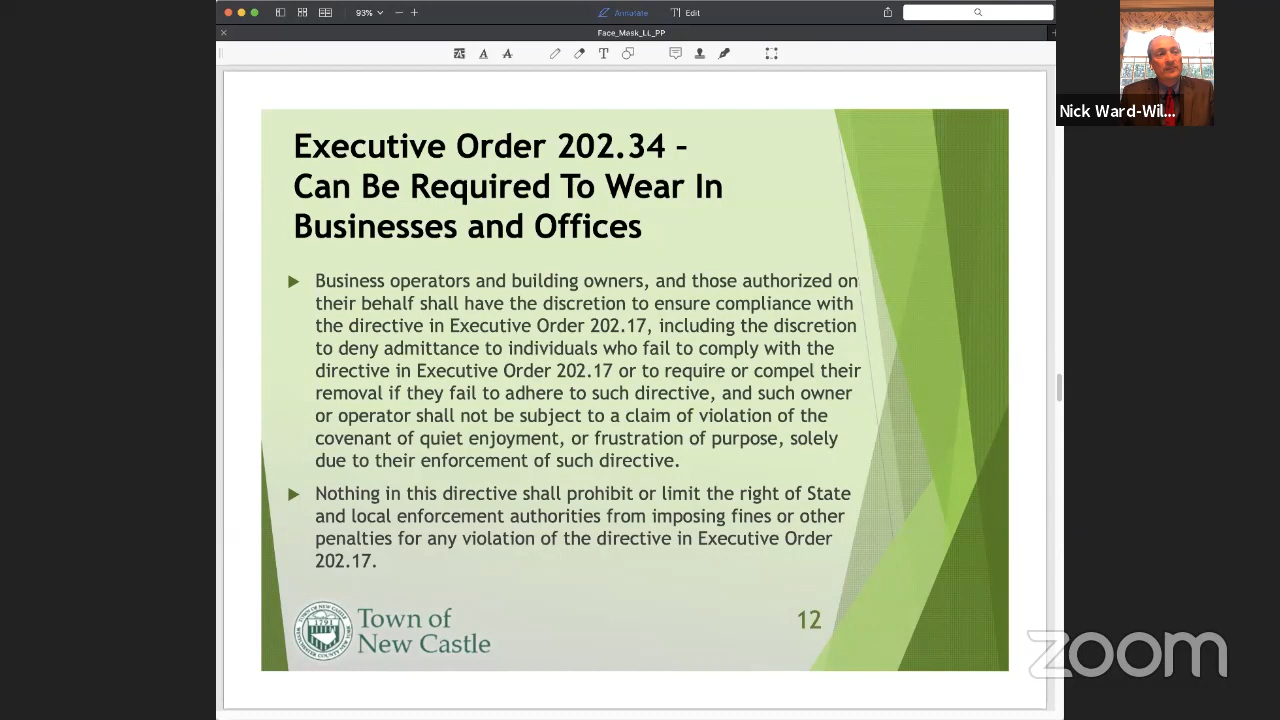 93%
Annotate
Edit
Face_Mask_LL_PP
Nick Ward-Wil...
Executive Order 202.34 –
Can Be Required To Wear In
Businesses and Offices
Business operators and building owners, and those authorized on
their behalf shall have the discretion to ensure compliance with
the directive in Executive Order 202.17, including the discretion
to deny admittance to individuals who fail to comply with the
directive in Executive Order 202.17 or to require or compel their
removal if they fail to adhere to such directive, and such owner
or operator shall not be subject to a claim of violation of the
covenant of quiet enjoyment, or frustration of purpose, solely
due to their enforcement of such directive.
Nothing in this directive shall prohibit or limit the right of State
and local enforcement authorities from imposing fines or other
penalties for any violation of the directive in Executive Order
202.17.
TOWN OF NEW CASTLE
1791
Town of
New Castle
12
zoom